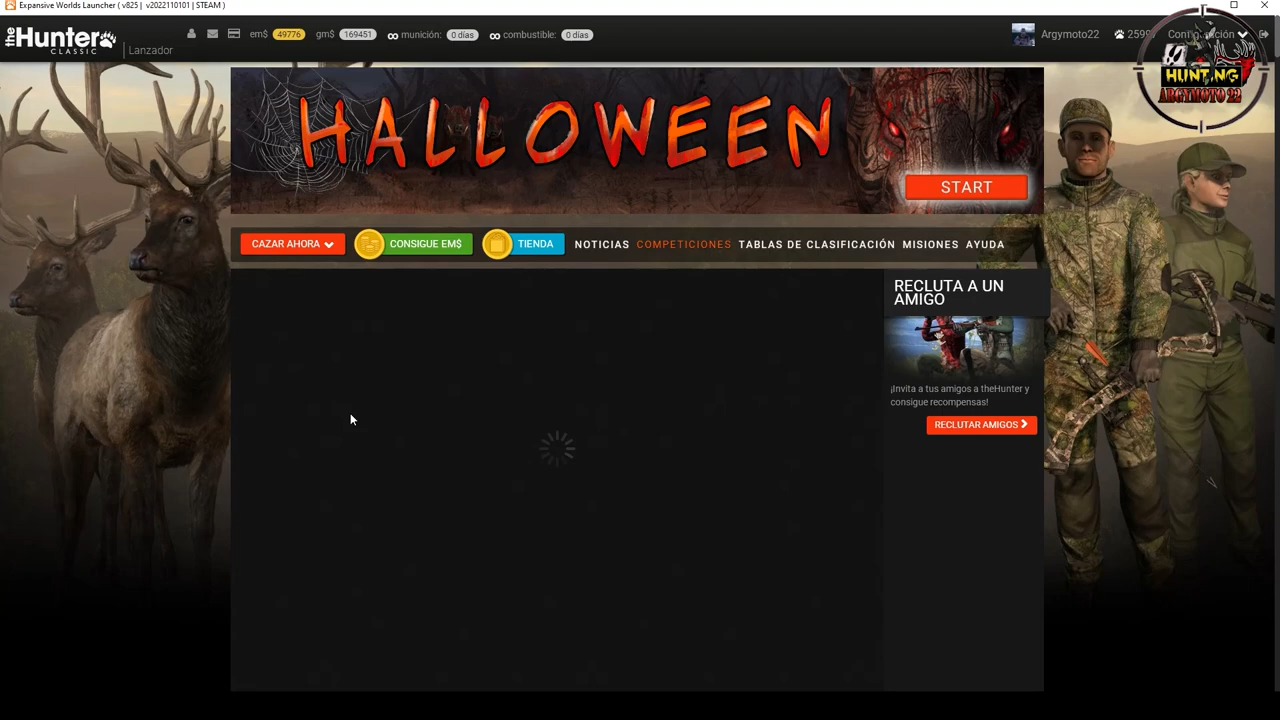 Expansive Worlds Launcher ( v825 | v2022110101 | STEAM )
theHunter
CLASSIC
Lanzador
em$ 49776 gm$ 169451 munición: 0 días combustible: 0 días
Argymoto22
HUNTING
ARGYMOTO 22
HALLOWEEN
START
CAZAR AHORA CONSIGUE EM$ TIENDA NOTICIAS COMPETICIONES TABLAS DE CLASIFICACIÓN MISIONES AYUDA
RECLUTA A UN
AMIGO
¡Invita a tus amigos a theHunter y
consigue recompensas!
RECLUTAR AMIGOS